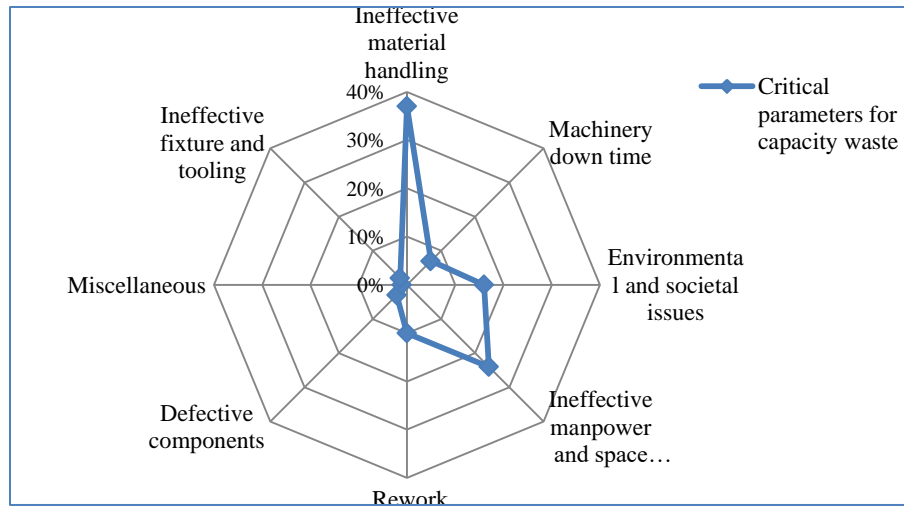 Ineffective
material
handling
40%
30%
20%
10%
0%
Machinery
down time
Environmenta
l and societal
issues
Ineffective
manpower
and space…
Rework
Defective
components
Miscellaneous
Ineffective
fixture and
tooling
Critical
parameters for
capacity waste